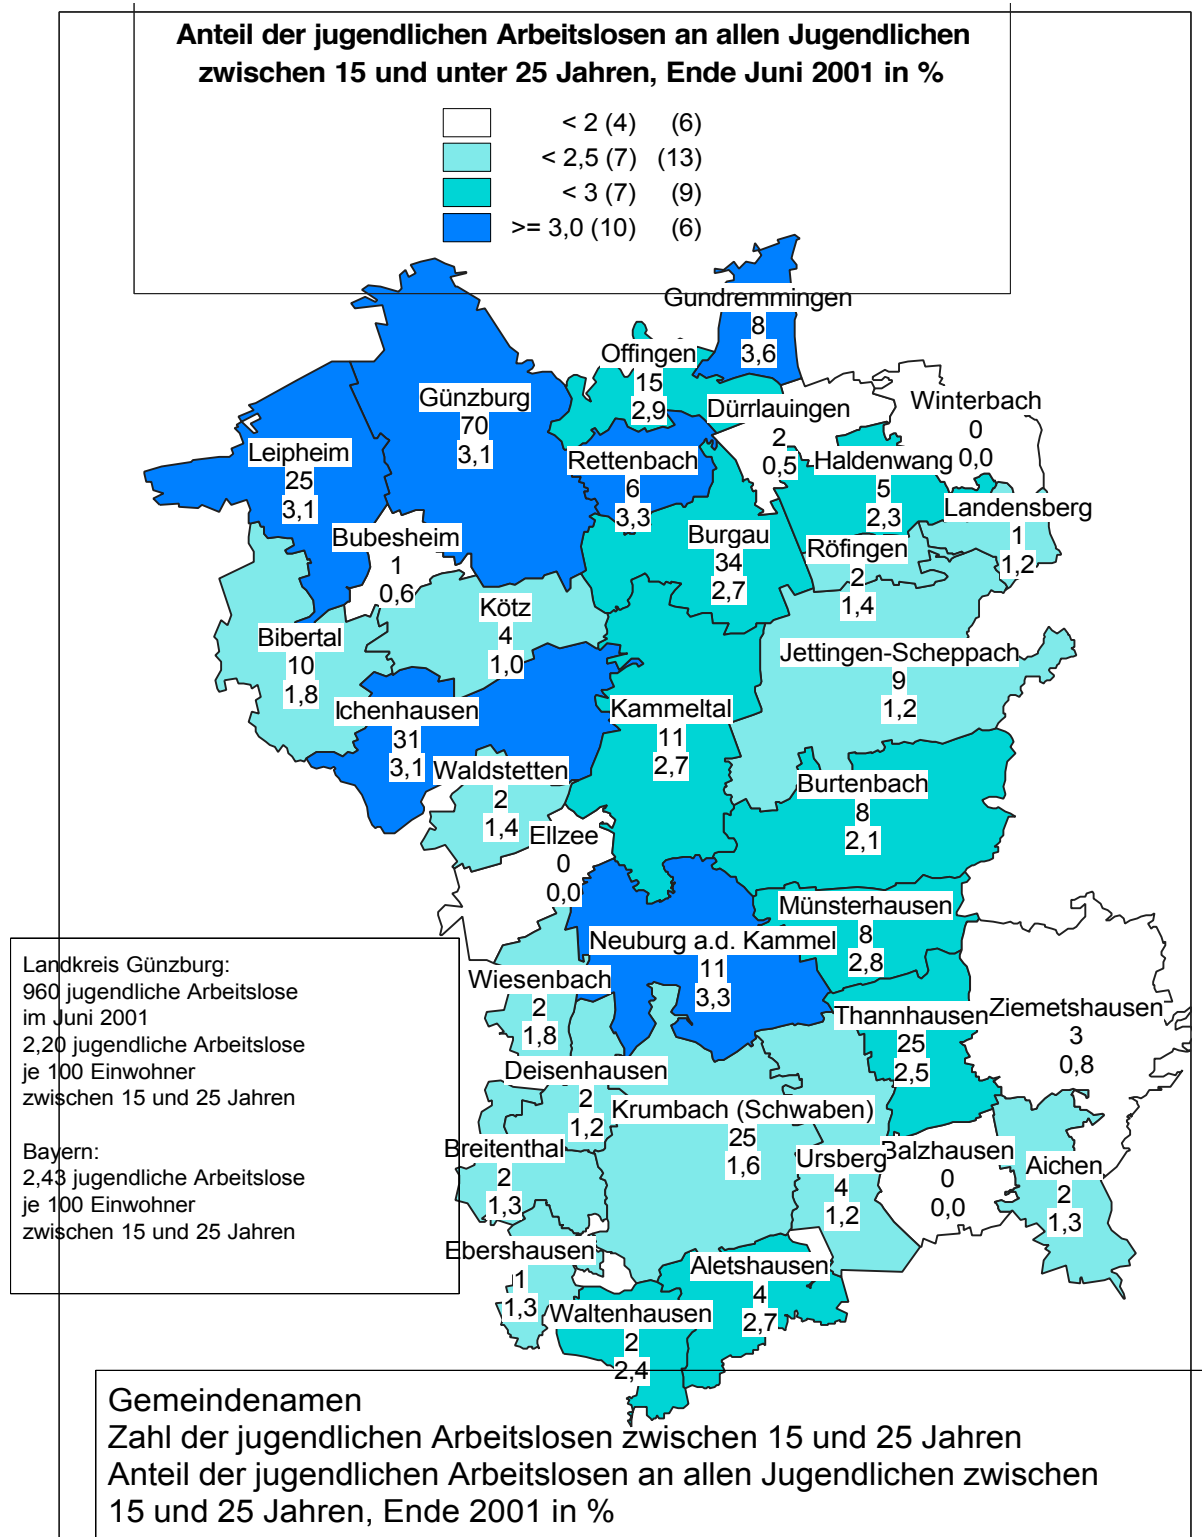 Anteil der jugendlichen Arbeitslosen an allen Jugendlichen
zwischen 15 und unter 25 Jahren, Ende Juni 2001 in %
< 2 (4) (6)
< 2,5 (7) (13)
< 3 (7) (9)
>= 3,0 (10) (6)
Gundremmingen
8
3,6
Offingen
15
2,9
Günzburg
70
3,1
Dürrlauingen
2
0,5
Winterbach
0
0,0
Leipheim
25
3,1
Rettenbach
6
3,3
Haldenwang
5
2,3
Landensberg
1
1,2
Bubesheim
1
0,6
Burgau
34
2,7
Röfingen
2
1,4
Kötz
4
1,0
Bibertal
10
1,8
Jettingen-Scheppach
9
1,2
Ichenhausen
31
3,1
Kammeltal
11
2,7
Waldstetten
2
1,4
Burtenbach
8
2,1
Ellzee
0
0,0
Münsterhausen
8
2,8
Neuburg a.d. Kammel
11
3,3
Wiesenbach
2
1,8
Thannhausen
25
2,5
Ziemetshausen
3
0,8
Deisenhausen
2
1,2
Krumbach (Schwaben)
25
1,6
Breitenthal
2
1,3
Ursberg
4
1,2
Balzhausen
0
0,0
Aichen
2
1,3
Ebershausen
1
1,3
Aletshausen
4
2,7
Waltenhausen
2
2,4
Landkreis Günzburg:
960 jugendliche Arbeitslose
im Juni 2001
2,20 jugendliche Arbeitslose
je 100 Einwohner
zwischen 15 und 25 Jahren
Bayern:
2,43 jugendliche Arbeitslose
je 100 Einwohner
zwischen 15 und 25 Jahren
Gemeindenamen
Zahl der jugendlichen Arbeitslosen zwischen 15 und 25 Jahren
Anteil der jugendlichen Arbeitslosen an allen Jugendlichen zwischen
15 und 25 Jahren, Ende 2001 in %